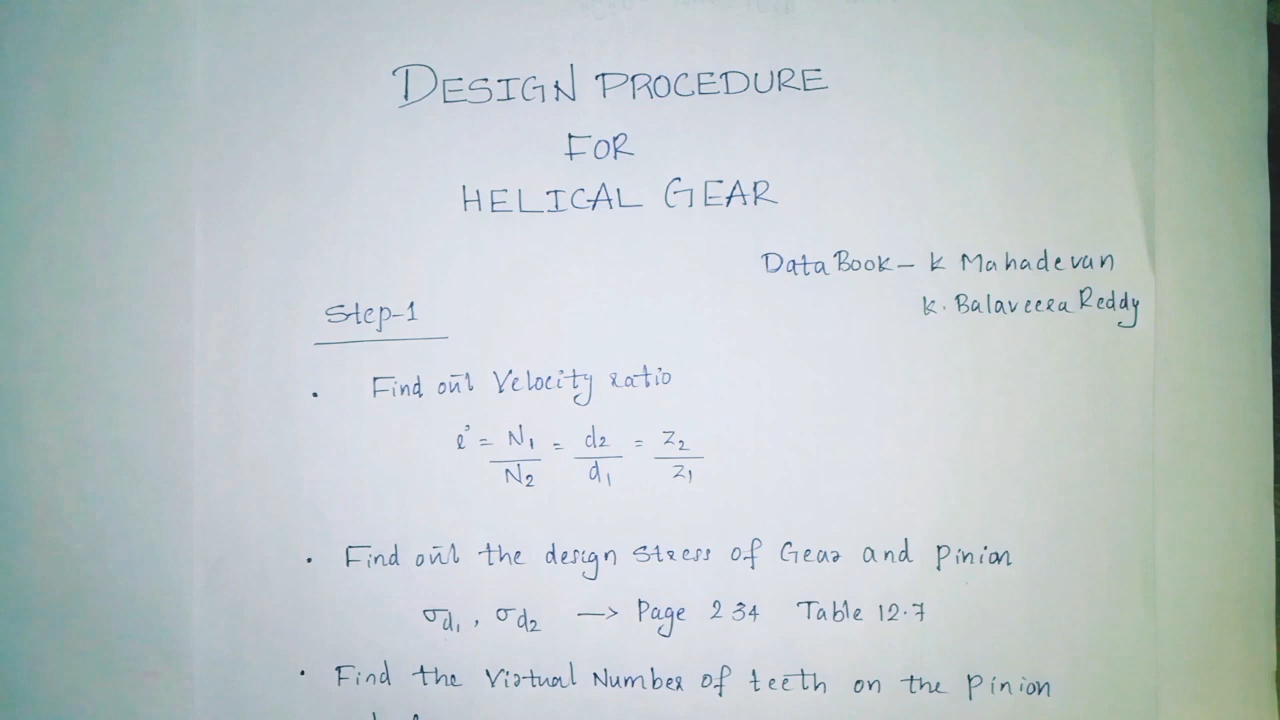 DESIGN PROCEDURE
FOR
HELICAL GEAR
Data Book - K Mahadevan
K. Balaveera Reddy
Step-1
. Find out Velocity ratio
i = N1/N2 = d2/d1 = Z2/Z1
. Find out the design stress of Gear and pinion
σd1, σd2 → Page 234 Table 12.7
. Find the Virtual Number of teeth on the pinion